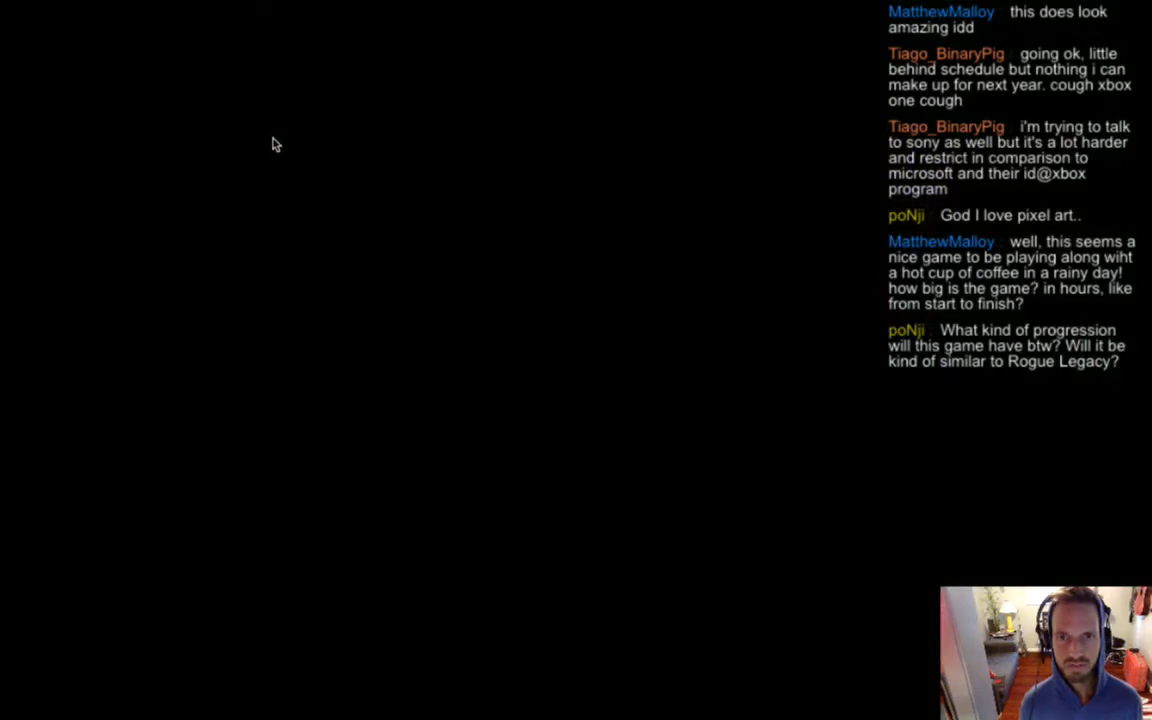 MatthewMalloy : this does look
amazing idd
Tiago_BinaryPig : going ok, little
behind schedule but nothing i can
make up for next year. cough xbox
one cough
Tiago_BinaryPig : i'm trying to talk
to sony as well but it's a lot harder
and restrict in comparison to
microsoft and their id@xbox
program
poNji : God I love pixel art..
MatthewMalloy : well, this seems a
nice game to be playing along wiht
a hot cup of coffee in a rainy day!
how big is the game? in hours, like
from start to finish?
poNji : What kind of progression
will this game have btw? Will it be
kind of similar to Rogue Legacy?